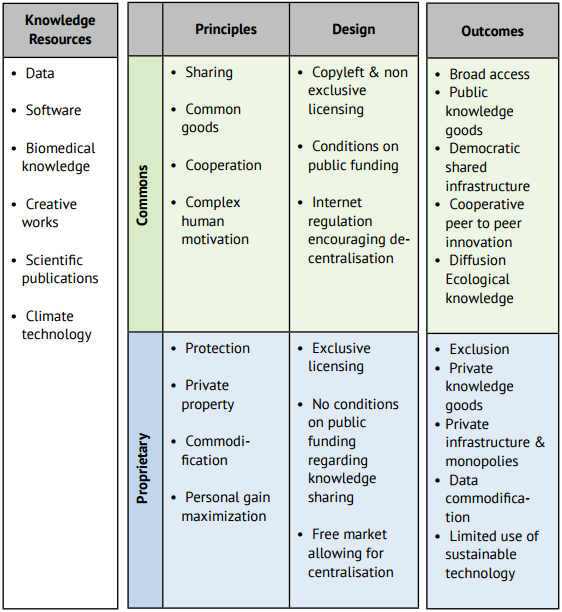 Knowledge
Resources
• Data
• Software
• Biomedical
knowledge
• Creative
works
• Scientific
publications
• Climate
technology
Principles
Design
Outcomes
Commons
• Sharing
• Common
goods
• Cooperation
• Complex
human
motivation
• Copyleft & non
exclusive
licensing
• Conditions on
public funding
• Internet
regulation
encouraging de-
centralisation
• Broad access
• Public
knowledge
goods
• Democratic
shared
infrastructure
• Cooperative
peer to peer
innovation
• Diffusion
Ecological
knowledge
Proprietary
• Protection
• Private
property
• Commodi-
fication
• Personal gain
maximization
• Exclusive
licensing
• No conditions
on public
funding
regarding
knowledge
sharing
• Free market
allowing for
centralisation
• Exclusion
• Private
knowledge
goods
• Private
infrastructure &
monopolies
• Data
commodifica-
tion
• Limited use of
sustainable
technology